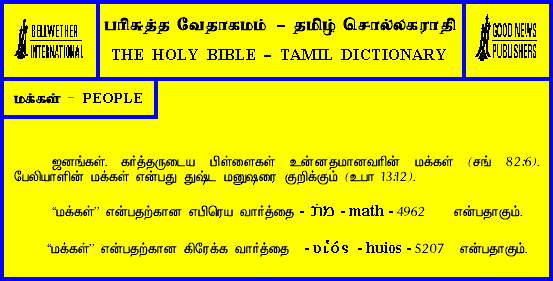 BELLWETHER
INTERNATIONAL
பரிசுத்த வேதாகமம் – தமிழ் சொல்லகராதி
THE HOLY BIBLE – TAMIL DICTIONARY
GOOD NEWS
PUBLISHERS
மக்கள் – PEOPLE
ஜனங்கள். கர்த்தருடைய பிள்ளைகள் உன்னதமானவரின் மக்கள் (சங் 82:6).
பேலியாளின் மக்கள் என்பது துஷ்ட மனுஷரை குறிக்கும் (உபா 13:12).
“மக்கள்” என்பதற்கான எபிரெய வார்த்தை - מת - math - 4962 என்பதாகும்.
“மக்கள்” என்பதற்கான கிரேக்க வார்த்தை - υἱός - huios - 5207 என்பதாகும்.